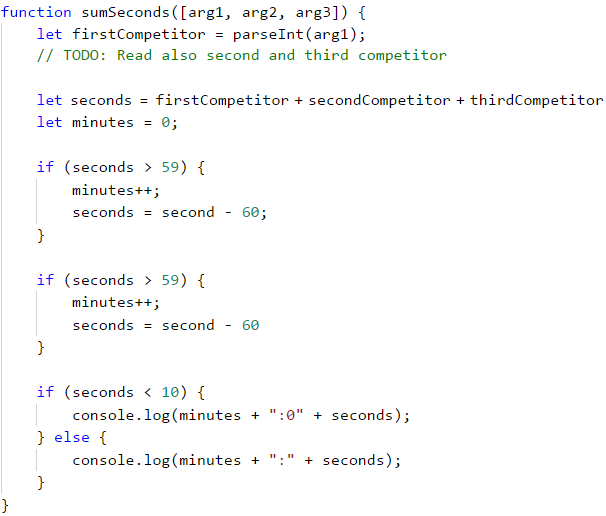 function sumSeconds([arg1, arg2, arg3]) {
    let firstCompetitor = parseInt(arg1);
    // TODO: Read also second and third competitor

    let seconds = firstCompetitor + secondCompetitor + thirdCompetitor
    let minutes = 0;

    if (seconds > 59) {
        minutes++;
        seconds = second - 60;
    }

    if (seconds > 59) {
        minutes++;
        seconds = second - 60
    }

    if (seconds < 10) {
        console.log(minutes + ":0" + seconds);
    } else {
        console.log(minutes + ":" + seconds);
    }
}